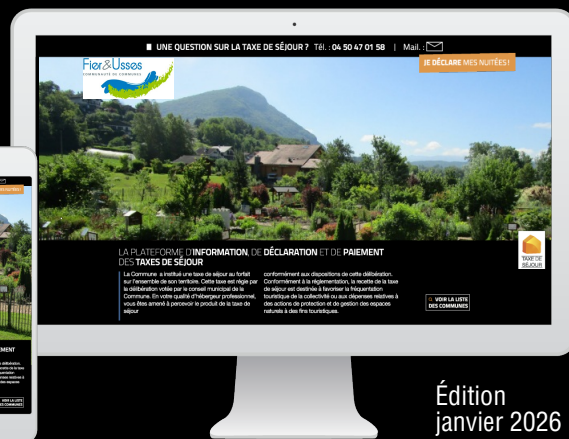 UNE QUESTION SUR LA TAXE DE SÉJOUR ? Tél. : 04 50 47 01 58 | Mail. :
JE DÉCLARE MES NUITÉES !
Fier&Usses
COMMUNAUTÉ DE COMMUNES
LA PLATEFORME D'INFORMATION, DE DÉCLARATION ET DE PAIEMENT
DES TAXES DE SÉJOUR
La Commune a institué une taxe de séjour au forfait
sur l'ensemble de son territoire. Cette taxe est régie par
la délibération votée par le conseil municipal de la
Commune. En votre qualité d'hébergeur professionnel,
vous êtes amené à percevoir le produit de la taxe de
séjour
conformément aux dispositions de cette délibération.
Conformément à la réglementation, la recette de la taxe
de séjour est destinée à favoriser la fréquentation
touristique de la collectivité ou aux dépenses relatives à
des actions de protection et de gestion des espaces
naturels à des fins touristiques.
TAXE DE
SÉJOUR
VOIR LA LISTE
DES COMMUNES
EMENT
VOIR LA LISTE
DES COMMUNES
Édition
janvier 2026